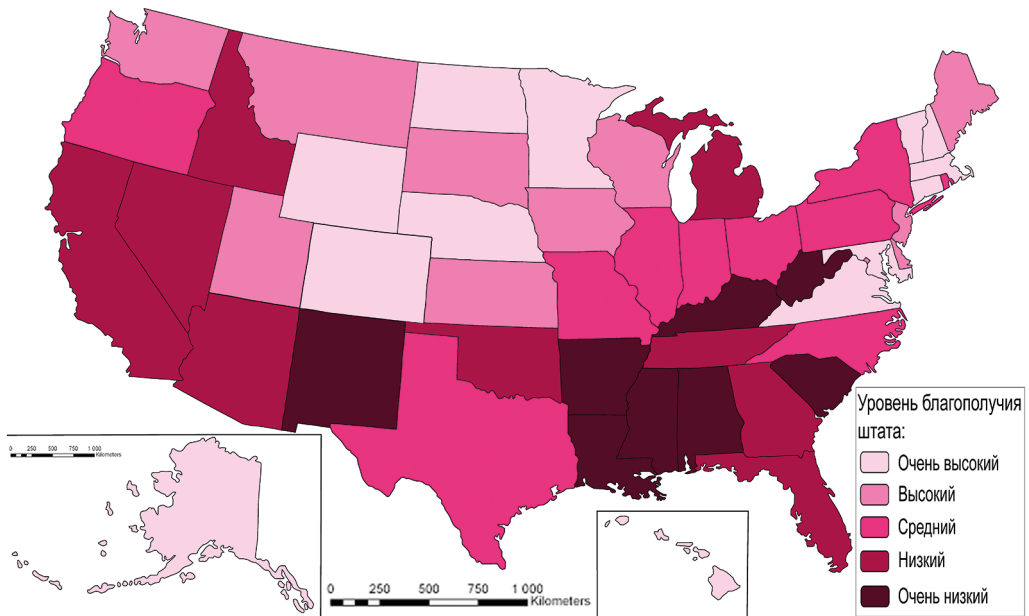 Уровень благополучия
штата:
Очень высокий
Высокий
Средний
Низкий
Очень низкий
0 250 500 750 1 000
Kilometers
0 250 500 750 1 000
Kilometers